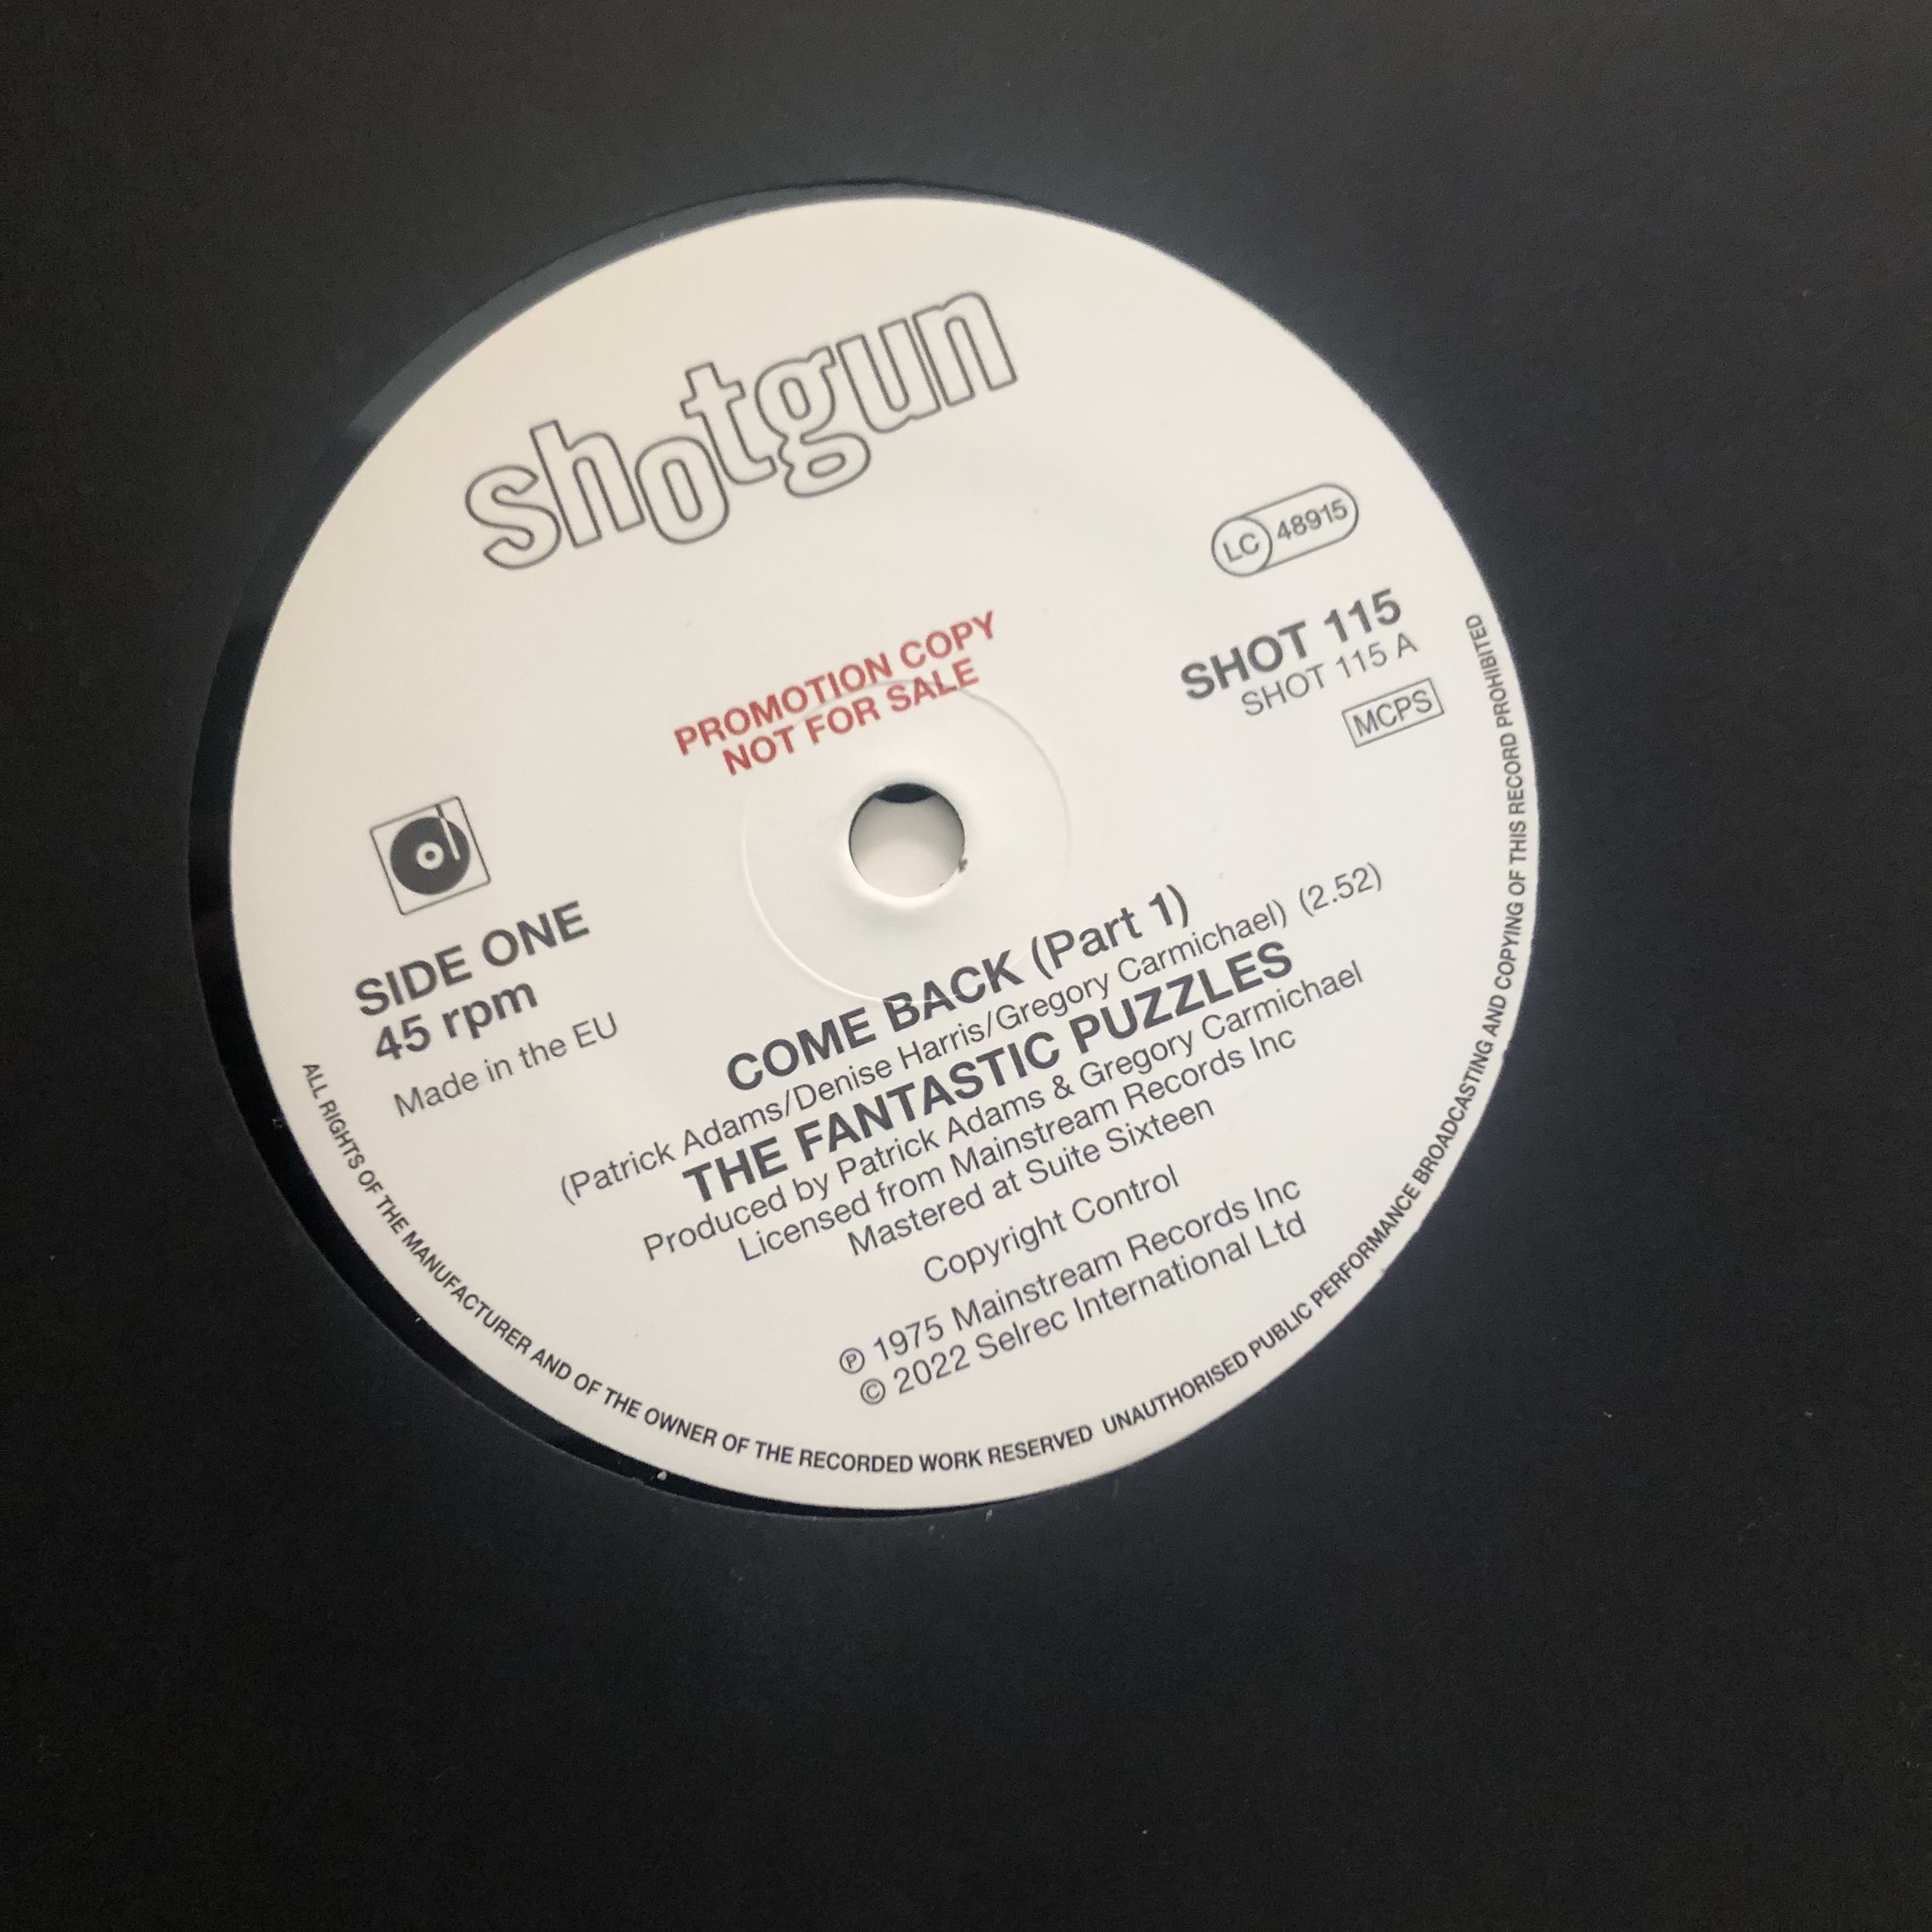 shotgun
LC 48915
PROMOTION COPY
NOT FOR SALE
SHOT 115
SHOT 115 A
MCPS
SIDE ONE
45 rpm
Made in the EU
COME BACK (Part 1)
(Patrick Adams/Denise Harris/Gregory Carmichael) (2.52)
THE FANTASTIC PUZZLES
Produced by Patrick Adams & Gregory Carmichael
Licensed from Mainstream Records Inc
Mastered at Suite Sixteen
Copyright Control
℗ 1975 Mainstream Records Inc
© 2022 Selrec International Ltd
ALL RIGHTS OF THE MANUFACTURER AND OF THE OWNER OF THE RECORDED WORK RESERVED UNAUTHORISED PUBLIC PERFORMANCE BROADCASTING AND COPYING OF THIS RECORD PROHIBITED